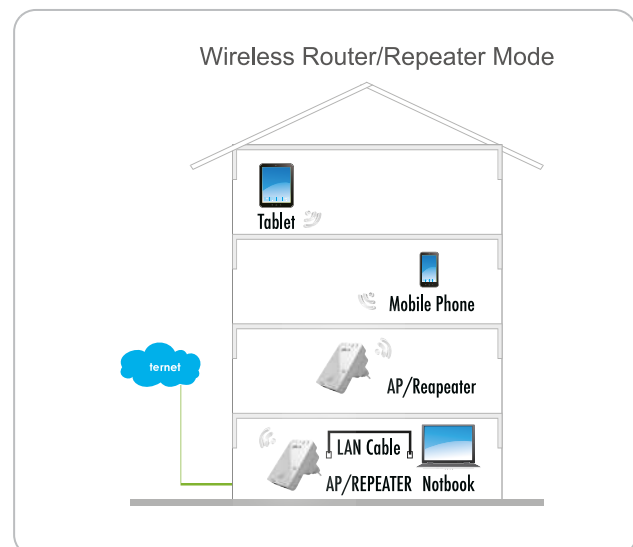 Wireless Router/Repeater Mode
Tablet
Mobile Phone
ternet
AP/Reapeater
LAN Cable
AP/REPEATER Notbook